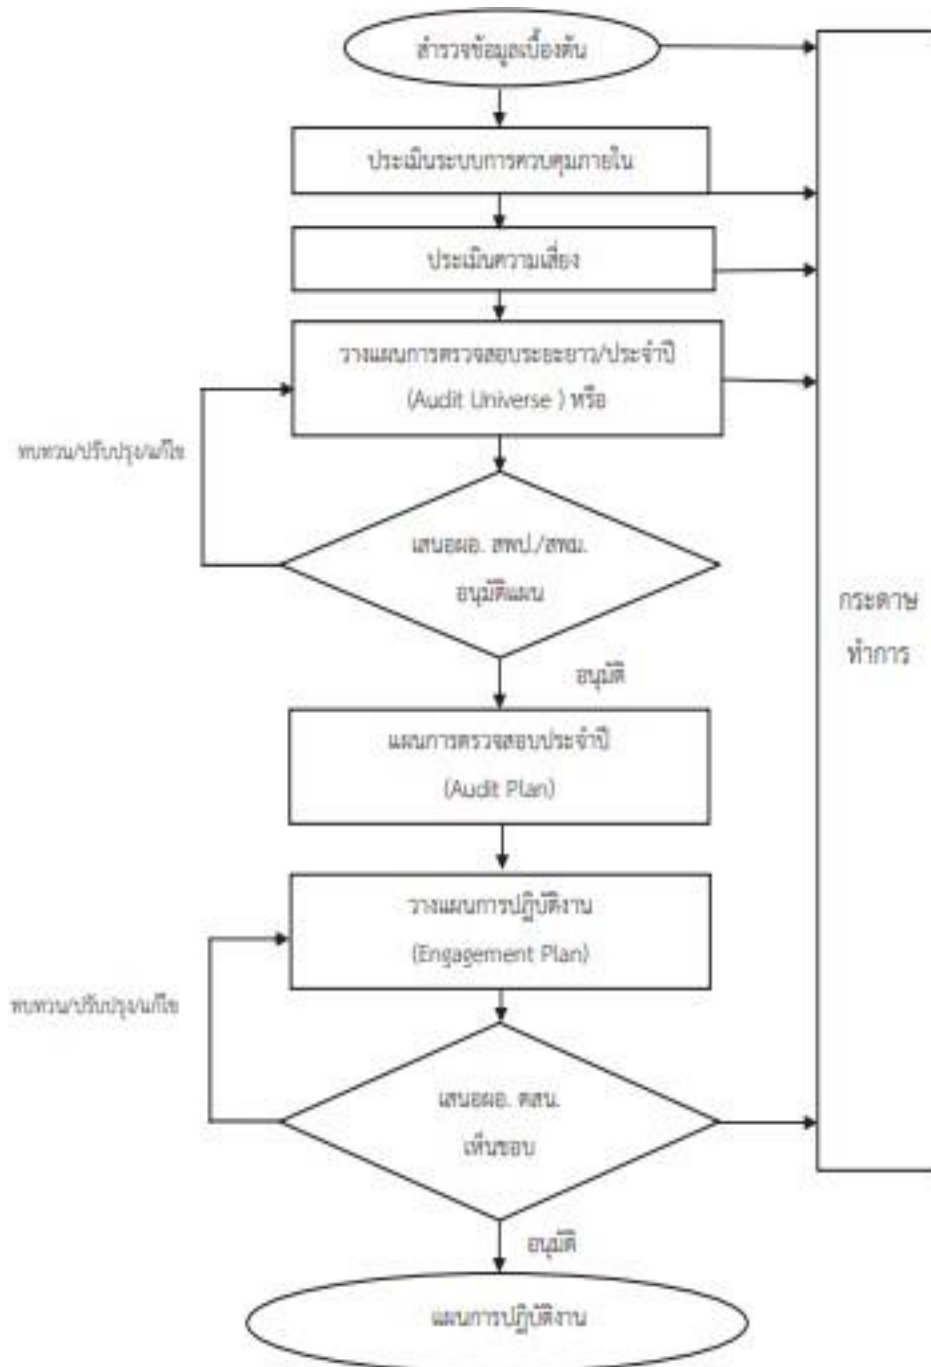 สำรวจข้อมูลเบื้องต้น
ประเมินระบบการควบคุมภายใน
ประเมินความเสี่ยง
วางแผนการตรวจสอบระยะยาว/ประจำปี
(Audit Universe ) หรือ
ทบทวน/ปรับปรุง/แก้ไข
เสนอผอ. สพป./สพม.
อนุมัติแผน
กระดาษ
ทำการ
อนุมัติ
แผนการตรวจสอบประจำปี
(Audit Plan)
วางแผนการปฏิบัติงาน
(Engagement Plan)
ทบทวน/ปรับปรุง/แก้ไข
เสนอผอ. ตสน.
เห็นชอบ
อนุมัติ
แผนการปฏิบัติงาน